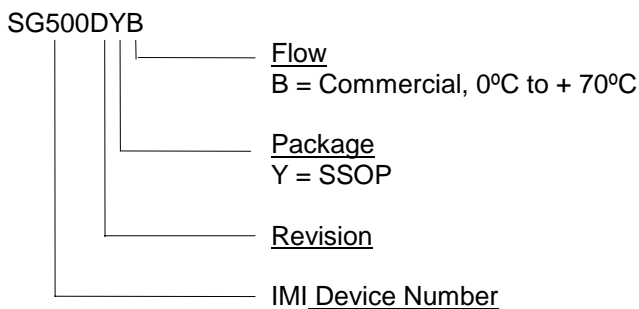 SG500DYB
Flow
B = Commercial, 0ºC to + 70ºC
Package
Y = SSOP
Revision
IMI Device Number